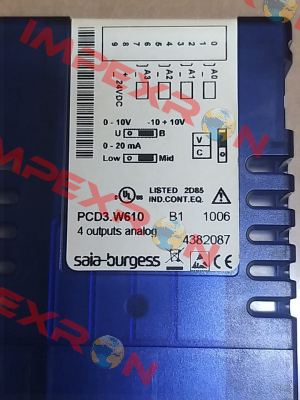 9 8 7 6 5 4 3 2 1 0
- + A3 A2 A1 A0
24VDC
0 - 10V -10 + 10V
U B
0 - 20 mA V
Low Mid C
LISTED 2D85
IND.CONT.EQ.
PCD3.W610 B1 1006
4 outputs analog
4382087
saia-burgess
IMPEXRON
IMPEXRON